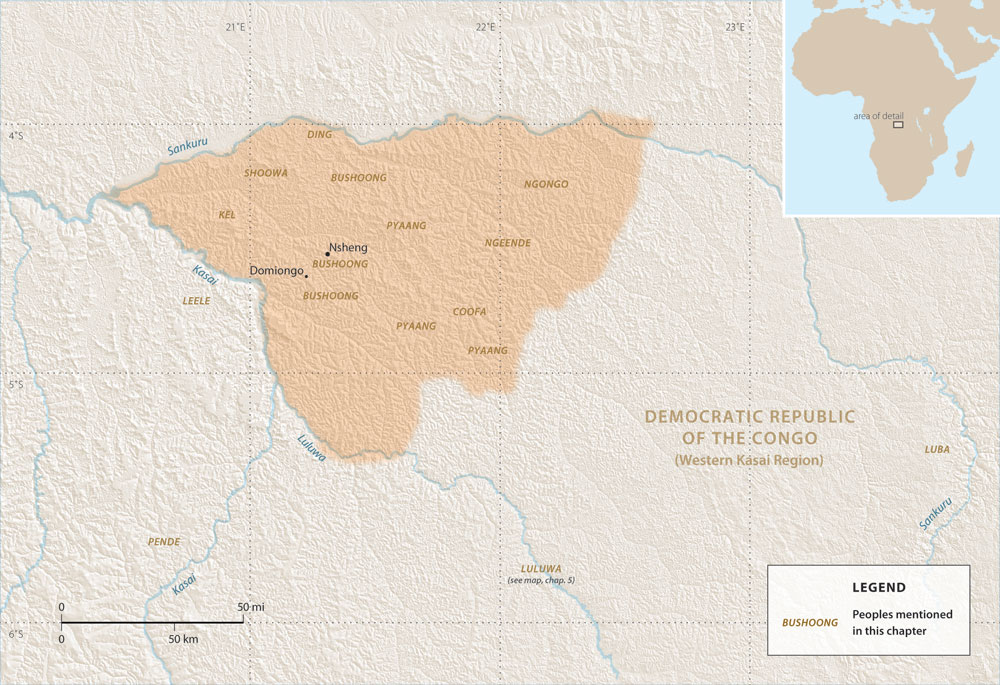 21°E
22°E
23°E
area of detail
4°S
Sankuru
DING
SHOOWA
BUSHOONG
NGONGO
KEL
PYAANG
NGEENDE
Nsheng
BUSHOONG
Domiongo
Kasai
LEELE
BUSHOONG
COOFA
PYAANG
PYAANG
5°S
DEMOCRATIC REPUBLIC
OF THE CONGO
(Western Kasai Region)
Luluwa
LUBA
Sankuru
PENDE
Kasai
LULUWA
(see map, chap. 5)
0 50 mi
0 50 km
6°S
LEGEND
BUSHOONG
Peoples mentioned
in this chapter